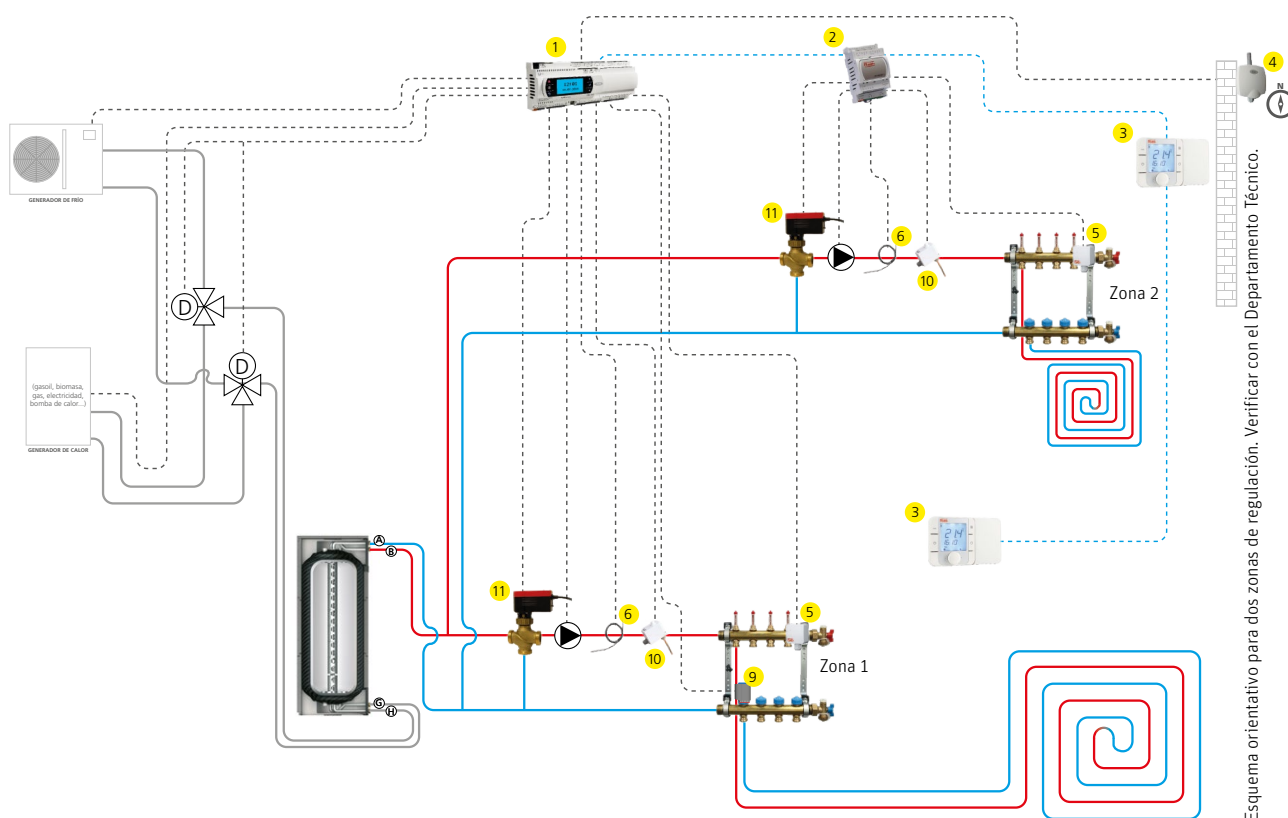 1
2
4
N
3
GENERADOR DE FRÍO
11
6
5
10
Zona 2
D
D
(gasoil, biomasa,
gas, electricidad,
bomba de calor...)
GENERADOR DE CALOR
3
A
B
11
6
5
10
Zona 1
9
G
H
Esquema orientativo para dos zonas de regulación. Verificar con el Departamento Técnico.